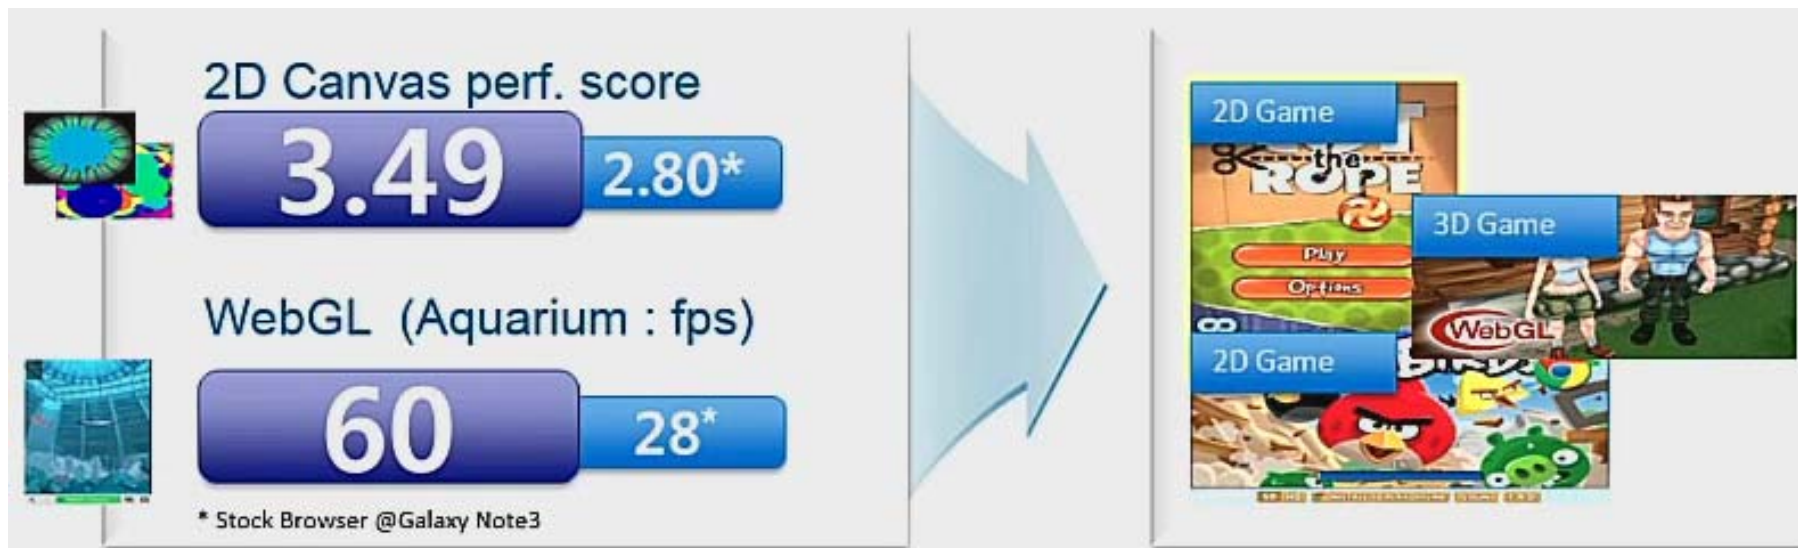 2D Canvas perf. score
3.49
2.80*
WebGL (Aquarium : fps)
60
28*
* Stock Browser @Galaxy Note3
2D Game
the
ROPE
Play
Options
3D Game
WebGL
2D Game